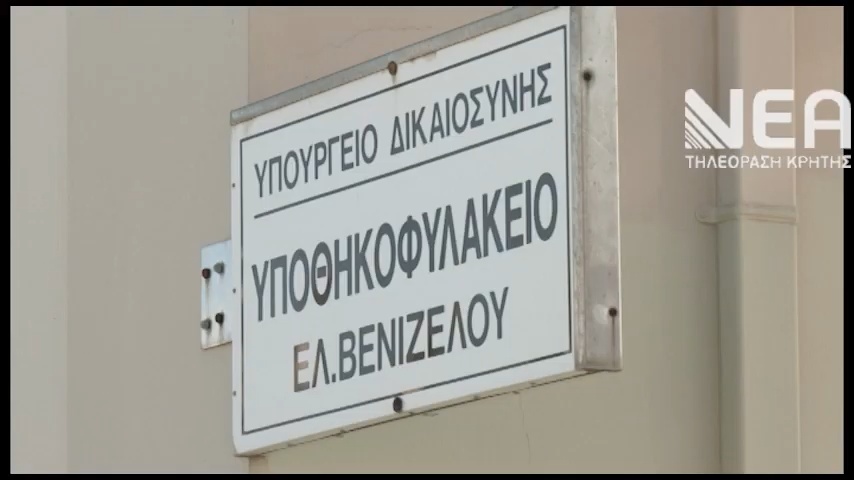 ΥΠΟΥΡΓΕΙΟ ΔΙΚΑΙΟΣΥΝΗΣ
ΥΠΟΘΗΚΟΦΥΛΑΚΕΙΟ
ΕΛ.ΒΕΝΙΖΕΛΟΥ
ΝΕΑ
ΤΗΛΕΟΡΑΣΗ ΚΡΗΤΗΣ